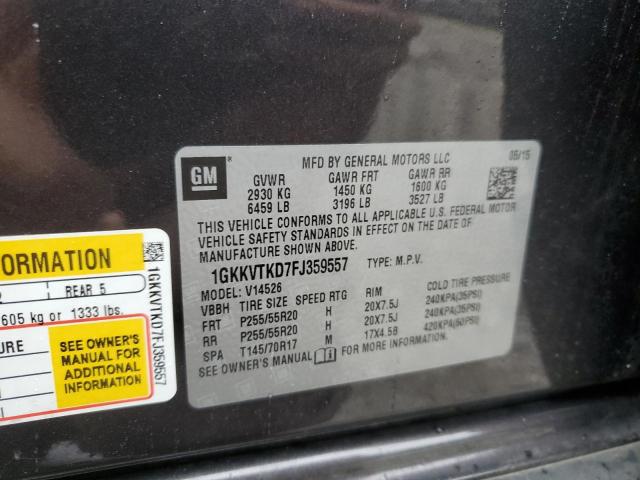 MFD BY GENERAL MOTORS LLC 05/15
GM
GVWR GAWR FRT GAWR RR
2930 KG 1450 KG 1600 KG
6459 LB 3196 LB 3527 LB
THIS VEHICLE CONFORMS TO ALL APPLICABLE U.S. FEDERAL MOTOR
VEHICLE SAFETY STANDARDS IN EFFECT ON THE DATE OF
MANUFACTURE SHOWN ABOVE.
1GKKVTKD7FJ359557 TYPE: M.P.V.
MODEL: V14526
VBBH TIRE SIZE SPEED RTG RIM COLD TIRE PRESSURE
FRT P255/55R20 H 20X7.5J 240KPA(35PSI)
RR P255/55R20 H 20X7.5J 240KPA(35PSI)
SPA T145/70R17 M 17X4.5B 420KPA(60PSI)
SEE OWNER'S MANUAL FOR MORE INFORMATION.
ORMATION
REAR 5
605 kg or 1333 lbs.
URE
SEE OWNER'S
MANUAL FOR
ADDITIONAL
INFORMATION
1GKKVTKD7FJ359557